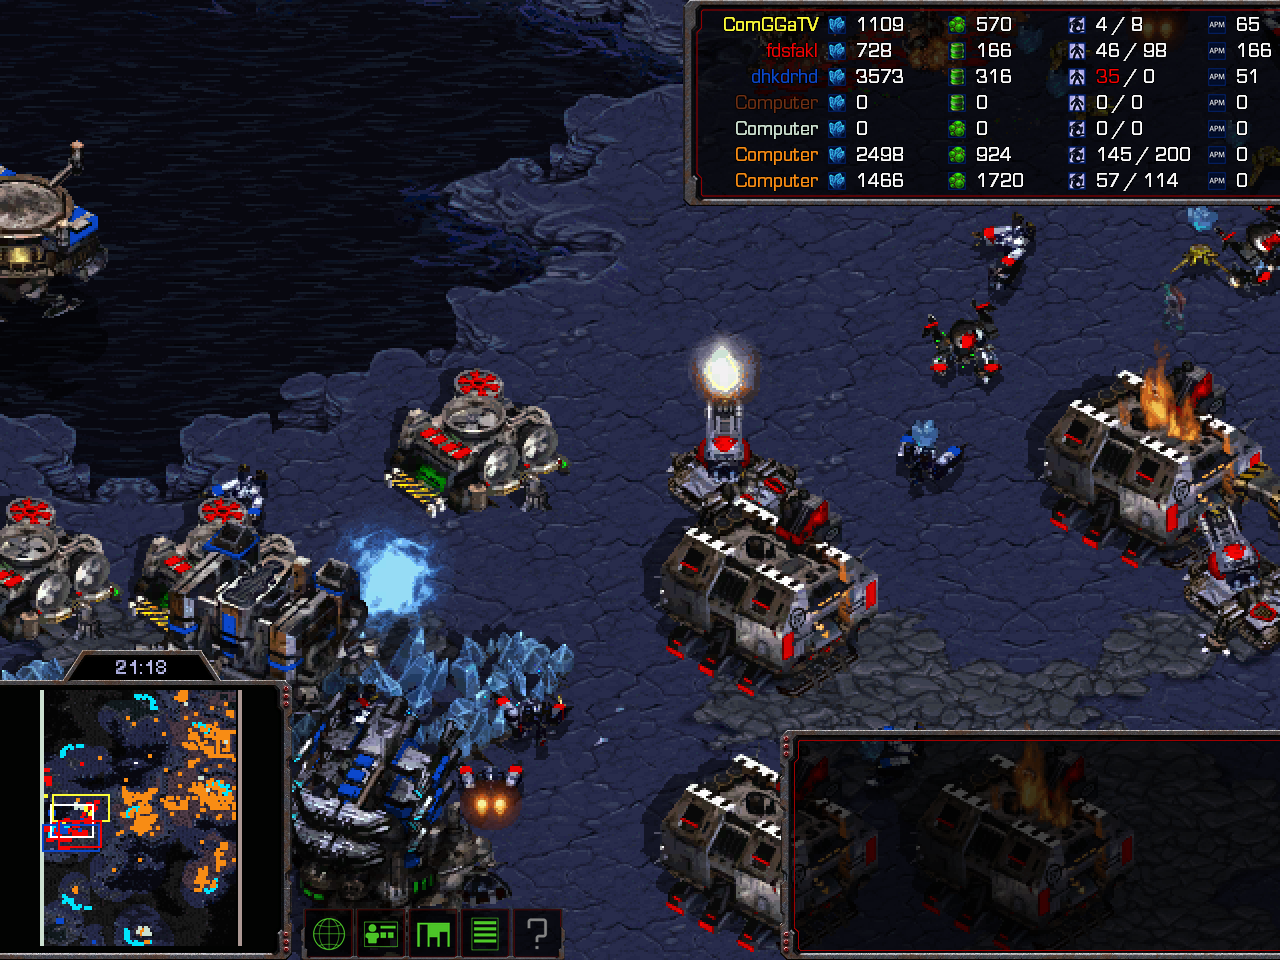 ComGGaTV 1109 570 4 / 8 APM 65
fdsfakl 728 166 46 / 98 APM 166
dhkdrhd 3573 316 35 / 0 APM 51
Computer 0 0 0 / 0 APM 0
Computer 0 0 0 / 0 APM 0
Computer 2498 924 145 / 200 APM 0
Computer 1466 1720 57 / 114 APM 0
21:18
?